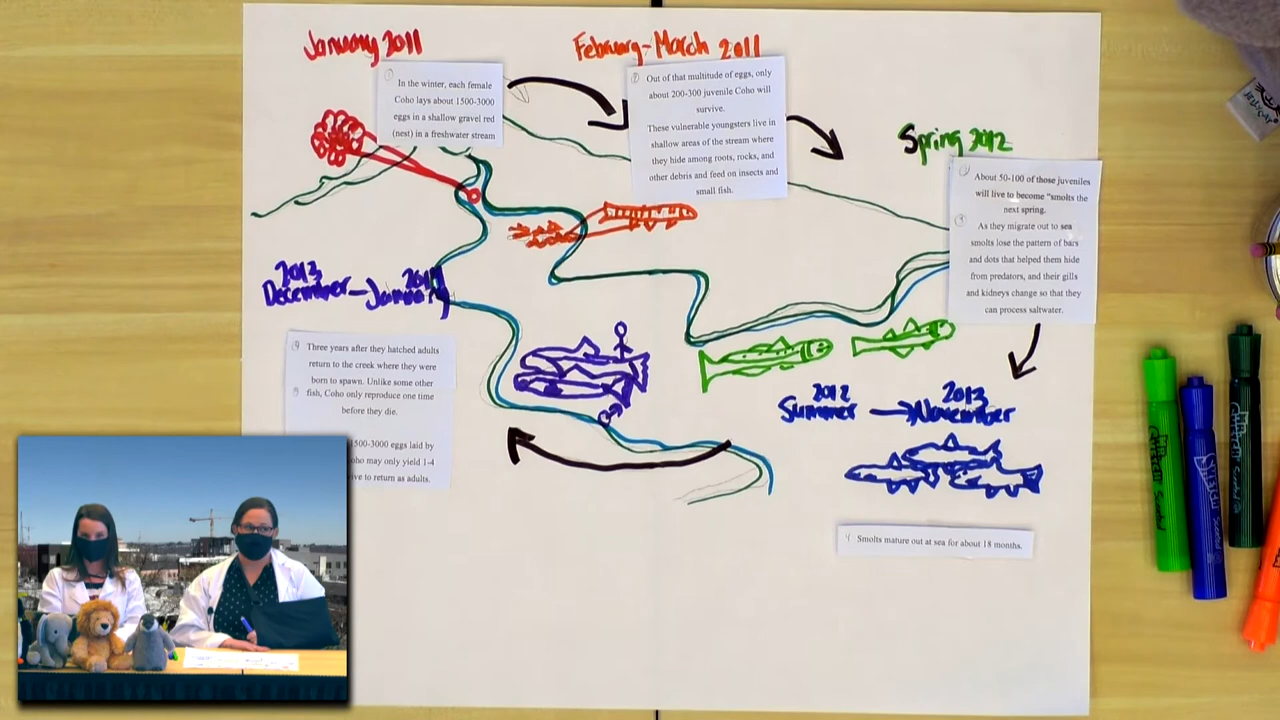 January 2011
February-March 2011
In the winter, each female
Coho lays about 1500-3000
eggs in a shallow gravel red
(nest) in a freshwater stream
Out of that multitude of eggs, only
about 200-300 juvenile Coho will
survive.
These vulnerable youngsters live in
shallow areas of the stream where
they hide among roots, rocks, and
other debris and feed on insects and
small fish.
Spring 2012
About 50-100 of those juveniles
will live to become "smolts the
next spring.
As they migrate out to sea
smolts lose the pattern of bars
and dots that helped them hide
from predators, and their gills
and kidneys change so that they
can process saltwater.
2013
December-January
Three years after they hatched adults
return to the creek where they were
born to spawn. Unlike some other
fish, Coho only reproduce one time
before they die.
1500-3000 eggs laid by
may only yield 1-4
to return as adults.
2012 2013
Summer → November
Smolts mature out at sea for about 18 months.